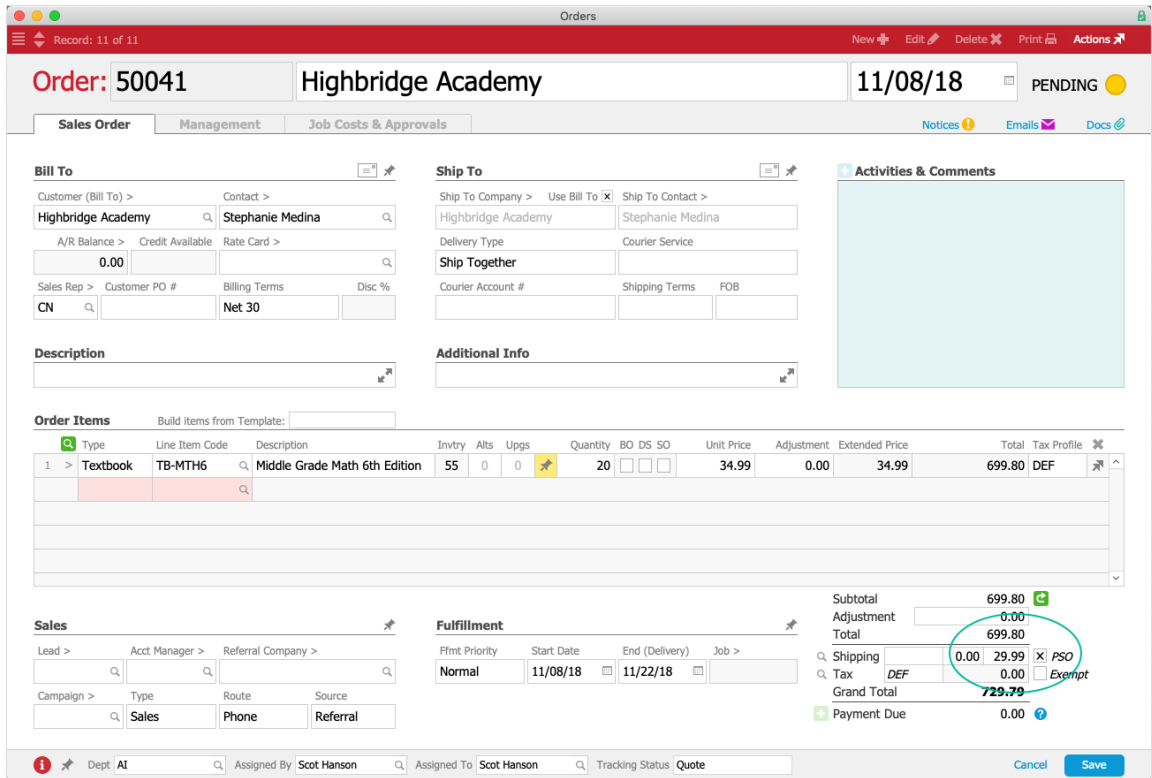 Orders
Record: 11 of 11 New Edit Delete Print Actions
Order: 50041 Highbridge Academy 11/08/18 PENDING
Sales Order Management Job Costs & Approvals Notices Emails Docs
Bill To Ship To Activities & Comments
Customer (Bill To) > Contact > Ship To Company > Use Bill To x Ship To Contact >
Highbridge Academy Stephanie Medina Highbridge Academy Stephanie Medina
A/R Balance > Credit Available Rate Card > Delivery Type Courier Service
0.00 Ship Together
Sales Rep > Customer PO # Billing Terms Disc % Courier Account # Shipping Terms FOB
CN Net 30
Description Additional Info
Order Items Build items from Template:
Type Line Item Code Description Invtry Alts Upgs Quantity BO DS SO Unit Price Adjustment Extended Price Total Tax Profile
1 > Textbook TB-MTH6 Middle Grade Math 6th Edition 55 0 0 20 34.99 0.00 34.99 699.80 DEF
Subtotal 699.80
Adjustment 0.00
Total 699.80
Sales Fulfillment
Lead > Acct Manager > Referral Company > Ffmt Priority Start Date End (Delivery) Job > Shipping 0.00 29.99 x PSO
Normal 11/08/18 11/22/18 Tax DEF 0.00 Exempt
Campaign > Type Route Source Grand Total 729.79
Sales Phone Referral Payment Due 0.00 ?
i Dept AI Assigned By Scot Hanson Assigned To Scot Hanson Tracking Status Quote Cancel Save